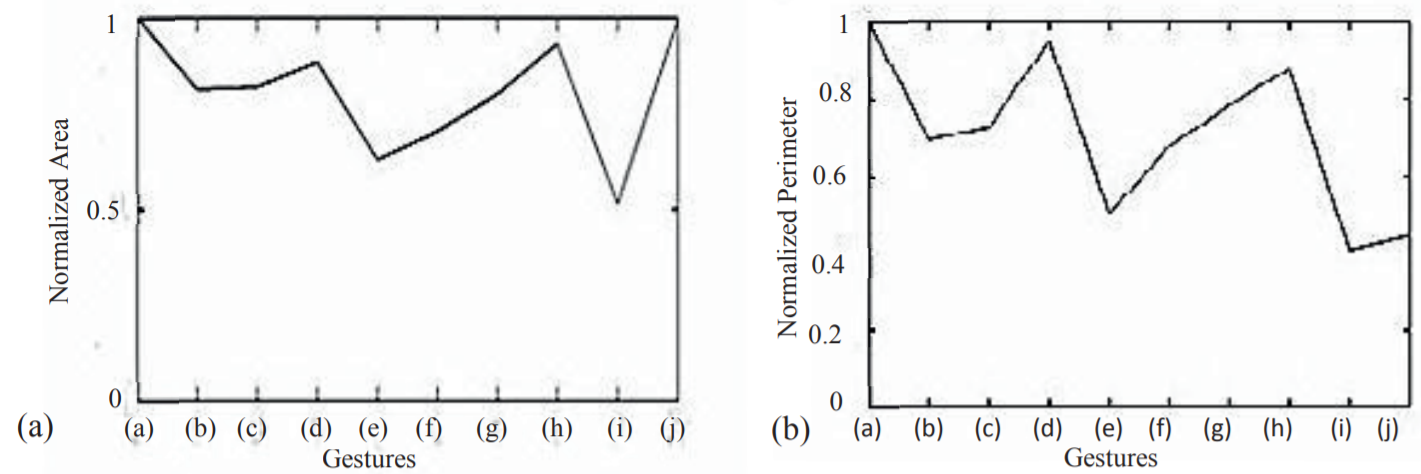 1
0.5
0
Normalized Area
(a) (b) (c) (d) (e) (f) (g) (h) (i) (j)
Gestures
(a)
1
0.8
0.6
0.4
0.2
0
Normalized Perimeter
(a) (b) (c) (d) (e) (f) (g) (h) (i) (j)
Gestures
(b)